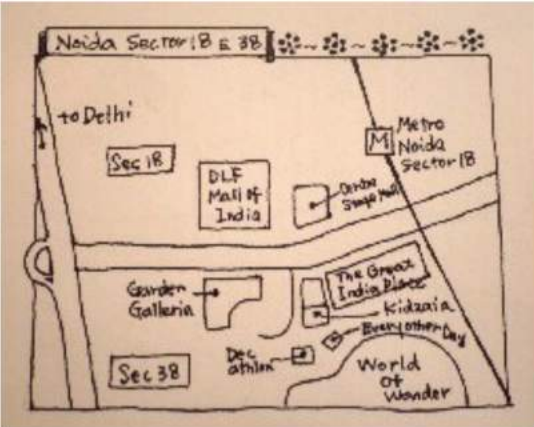 Noida Sector 18 & 38
to Delhi
Metro
Noida
Sector 18
M
Sec 18
DLF
Mall of
India
Centre
Stage Mall
The Great
India Place
Garden
Galleria
Kidzania
Every other Day
Dec
athlon
Sec 38
World
Of
Wander